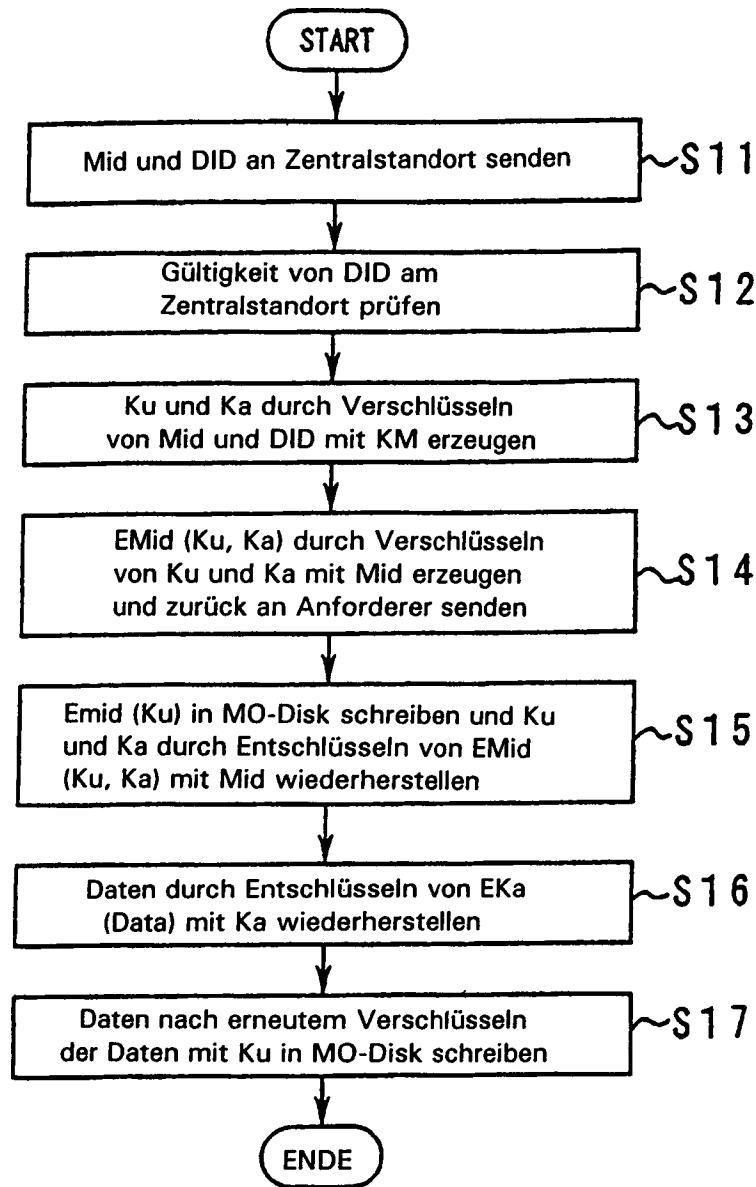 START
Mid und DID an Zentralstandort senden
S11
Gültigkeit von DID am
Zentralstandort prüfen
S12
Ku und Ka durch Verschlüsseln
von Mid und DID mit KM erzeugen
S13
EMid (Ku, Ka) durch Verschlüsseln
von Ku und Ka mit Mid erzeugen
und zurück an Anforderer senden
S14
Emid (Ku) in MO-Disk schreiben und Ku
und Ka durch Entschlüsseln von EMid
(Ku, Ka) mit Mid wiederherstellen
S15
Daten durch Entschlüsseln von EKa
(Data) mit Ka wiederherstellen
S16
Daten nach erneutem Verschlüsseln
der Daten mit Ku in MO-Disk schreiben
S17
ENDE